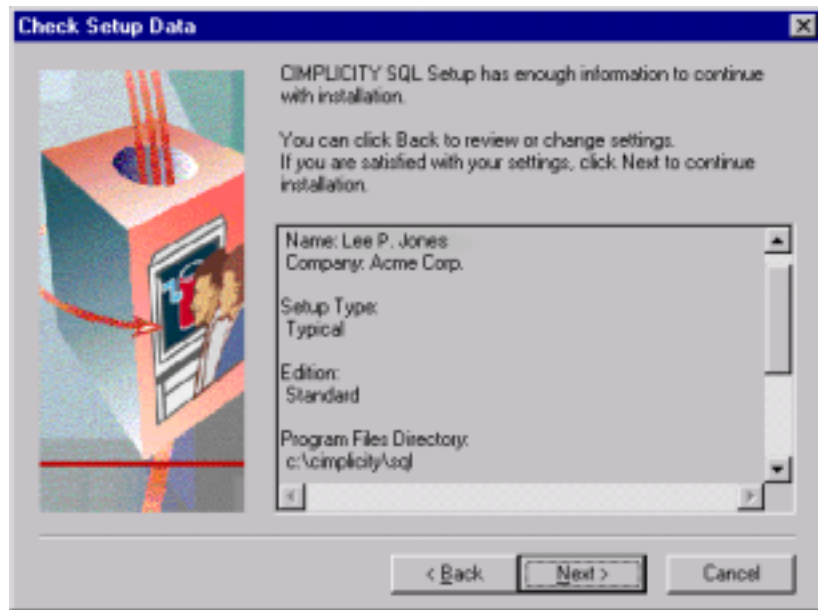 Check Setup Data
CIMPLICITY SQL Setup has enough information to continue
with installation.
You can click Back to review or change settings.
If you are satisfied with your settings, click Next to continue
installation.
Name: Lee P. Jones
Company: Acme Corp.
Setup Type:
Typical
Edition:
Standard
Program Files Directory:
c:\cimplicity\sql
< Back
Next >
Cancel